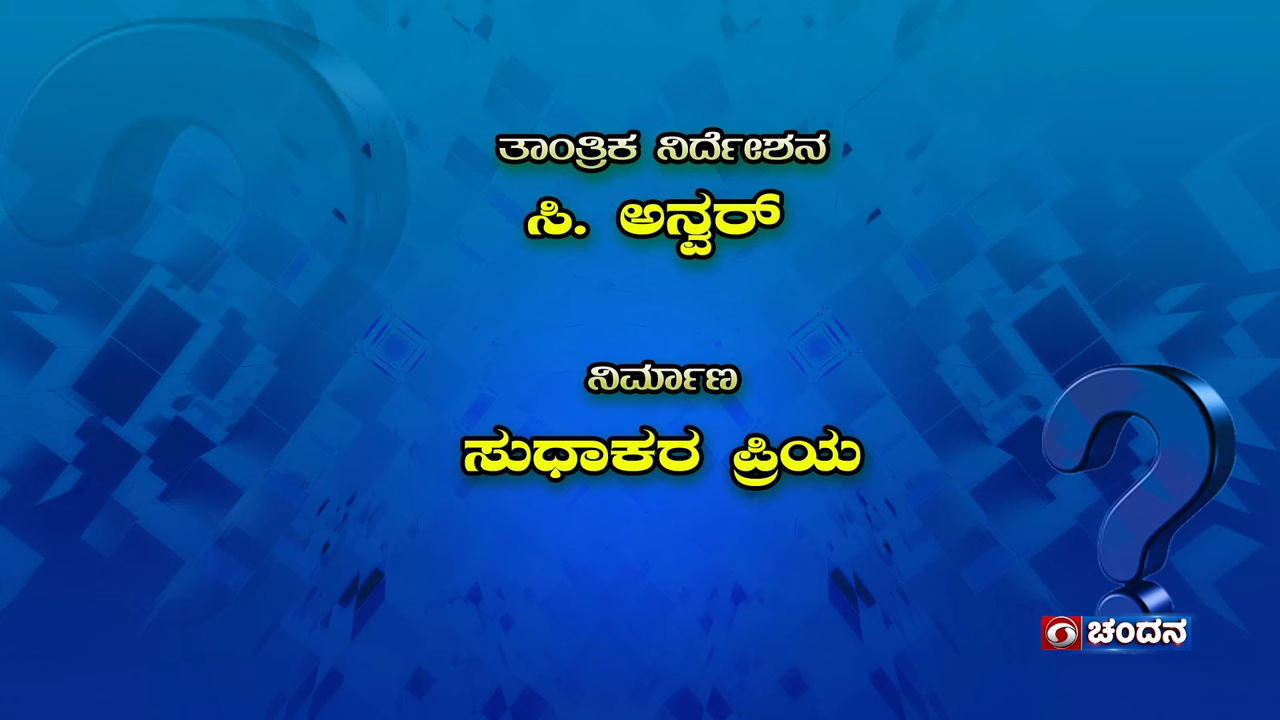 ತಾಂತ್ರಿಕ ನಿರ್ದೇಶನ
ಸಿ. ಅನ್ವರ್
ನಿರ್ಮಾಣ
ಸುಧಾಕರ ಪ್ರಿಯ
ಚಂದನ